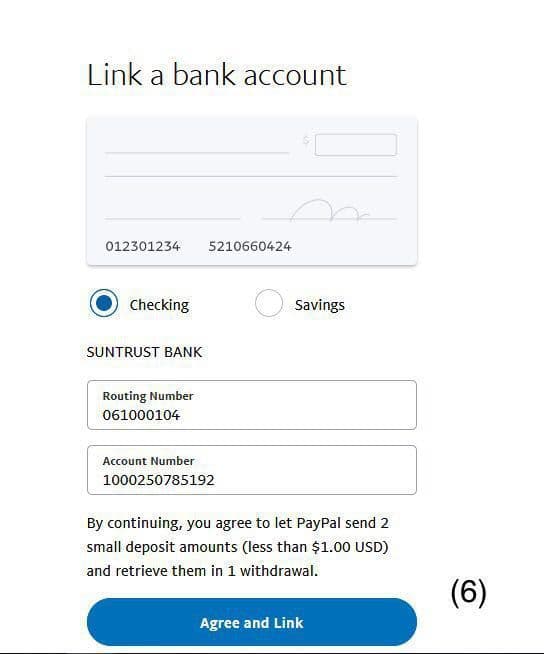 Link a bank account
$
012301234 5210660424
Checking Savings
SUNTRUST BANK
Routing Number
061000104
Account Number
1000250785192
By continuing, you agree to let PayPal send 2
small deposit amounts (less than $1.00 USD)
and retrieve them in 1 withdrawal.
(6)
Agree and Link